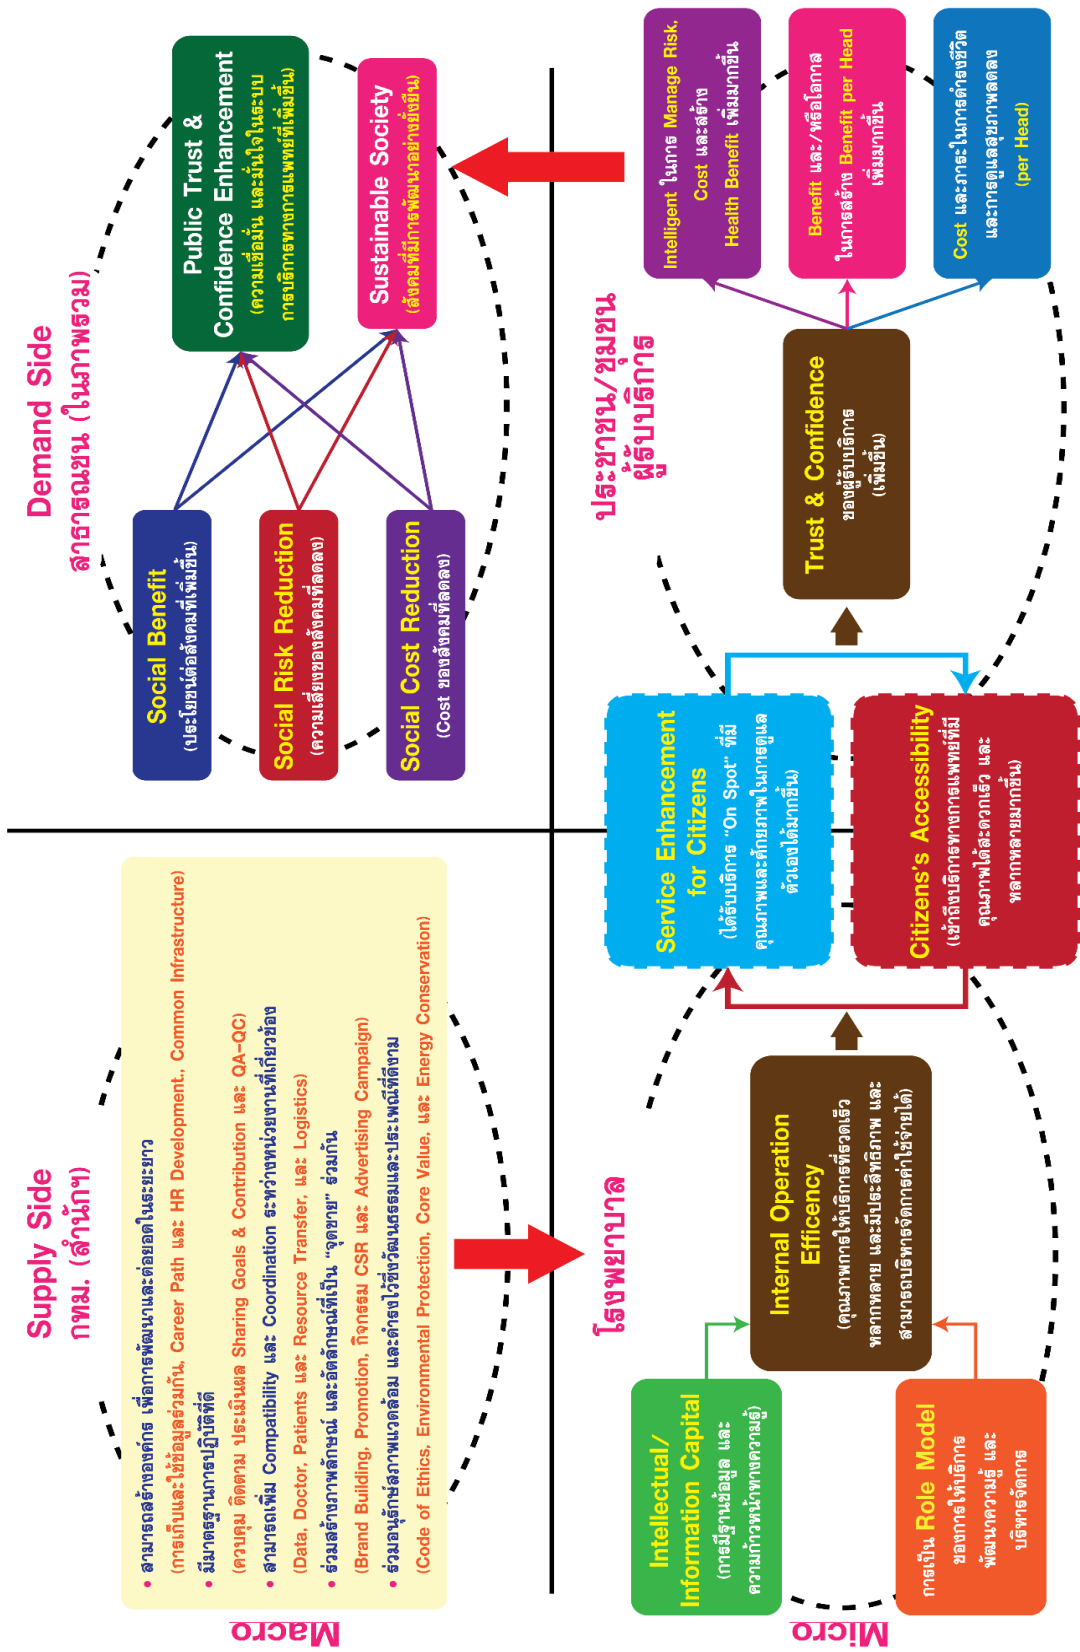 Supply Side
กทม. (สำนักฯ)
Demand Side
สาธารณชน (ในภาพรวม)
Macro
• สามารถสร้างองค์กร เพื่อการพัฒนาและต่อยอดในระยะยาว
(การเก็บและใช้ข้อมูลร่วมกัน, Career Path และ HR Development., Common Infrastructure)
• มีมาตรฐานการปฏิบัติที่ดี
(ควบคุม ติดตาม ประเมินผล Sharing Goals & Contribution และ QA-QC)
• สามารถเพิ่ม Compatibility และ Coordination ระหว่างหน่วยงานที่เกี่ยวข้อง
(Data, Doctor, Patients และ Resource Transfer, และ Logistics)
• ร่วมสร้างภาพลักษณ์ และอัตลักษณ์ที่เป็น “จุดขาย” ร่วมกัน
(Brand Building, Promotion, กิจกรรม CSR และ Advertising Campaign)
• ร่วมอนุรักษ์สภาพแวดล้อม และดำรงไว้ซึ่งวัฒนธรรมและประเพณีที่ดีงาม
(Code of Ethics, Environmental Protection, Core Value. และ Energy Conservation)
Social Benefit
(ประโยชน์ต่อสังคมที่เพิ่มขึ้น)
Social Risk Reduction
(ความเสี่ยงของสังคมที่ลดลง)
Social Cost Reduction
(Cost ของสังคมที่ลดลง)
Public Trust &
Confidence Enhancement
(ความเชื่อมั่น และมั่นใจในระบบ
การบริการทางการแพทย์ที่เพิ่มขึ้น)
Sustainable Society
(สังคมที่มีการพัฒนาอย่างยั่งยืน)
Micro
โรงพยาบาล
ประชาชน/ชุมชน
ผู้รับบริการ
Intellectual/
Information Capital
(การมีฐานข้อมูล และ
ความก้าวหน้าทางความรู้)
การเป็น Role Model
ของการให้บริการ
พัฒนาความรู้ และ
บริหารจัดการ
Internal Operation
Efficency
(คุณภาพการให้บริการที่รวดเร็ว
หลากหลาย และมีประสิทธิภาพ และ
สามารถบริหารจัดการค่าใช้จ่ายได้)
Service Enhancement
for Citizens
(ได้รับบริการ “On Spot” ที่มี
คุณภาพและศักยภาพในการดูแล
ตัวเองได้มากขึ้น)
Citizens's Accessibility
(เข้าถึงบริการทางการแพทย์ที่มี
คุณภาพได้สะดวกเร็ว และ
หลากหลายมากขึ้น)
Trust & Confidence
ของผู้รับบริการ
(เพิ่มขึ้น)
Intelligent ในการ Manage Risk,
Cost และสร้าง
Health Benefit เพิ่มมากขึ้น
Benefit และ/หรือโอกาส
ในการสร้าง Benefit per Head
เพิ่มมากขึ้น
Cost และภาระในการดำรงชีวิต
และการดูแลสุขภาพลดลง
(per Head)